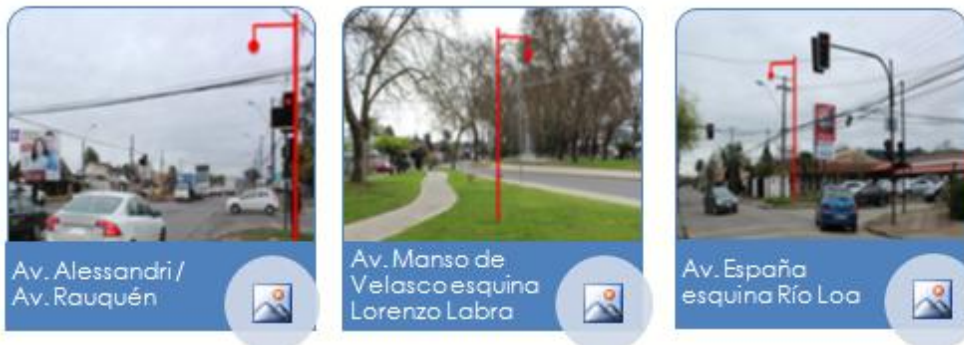 Av. Alessandri /
Av. Rauquén
Av. Manso de
Velasco esquina
Lorenzo Labra
Av. España
esquina Río Loa